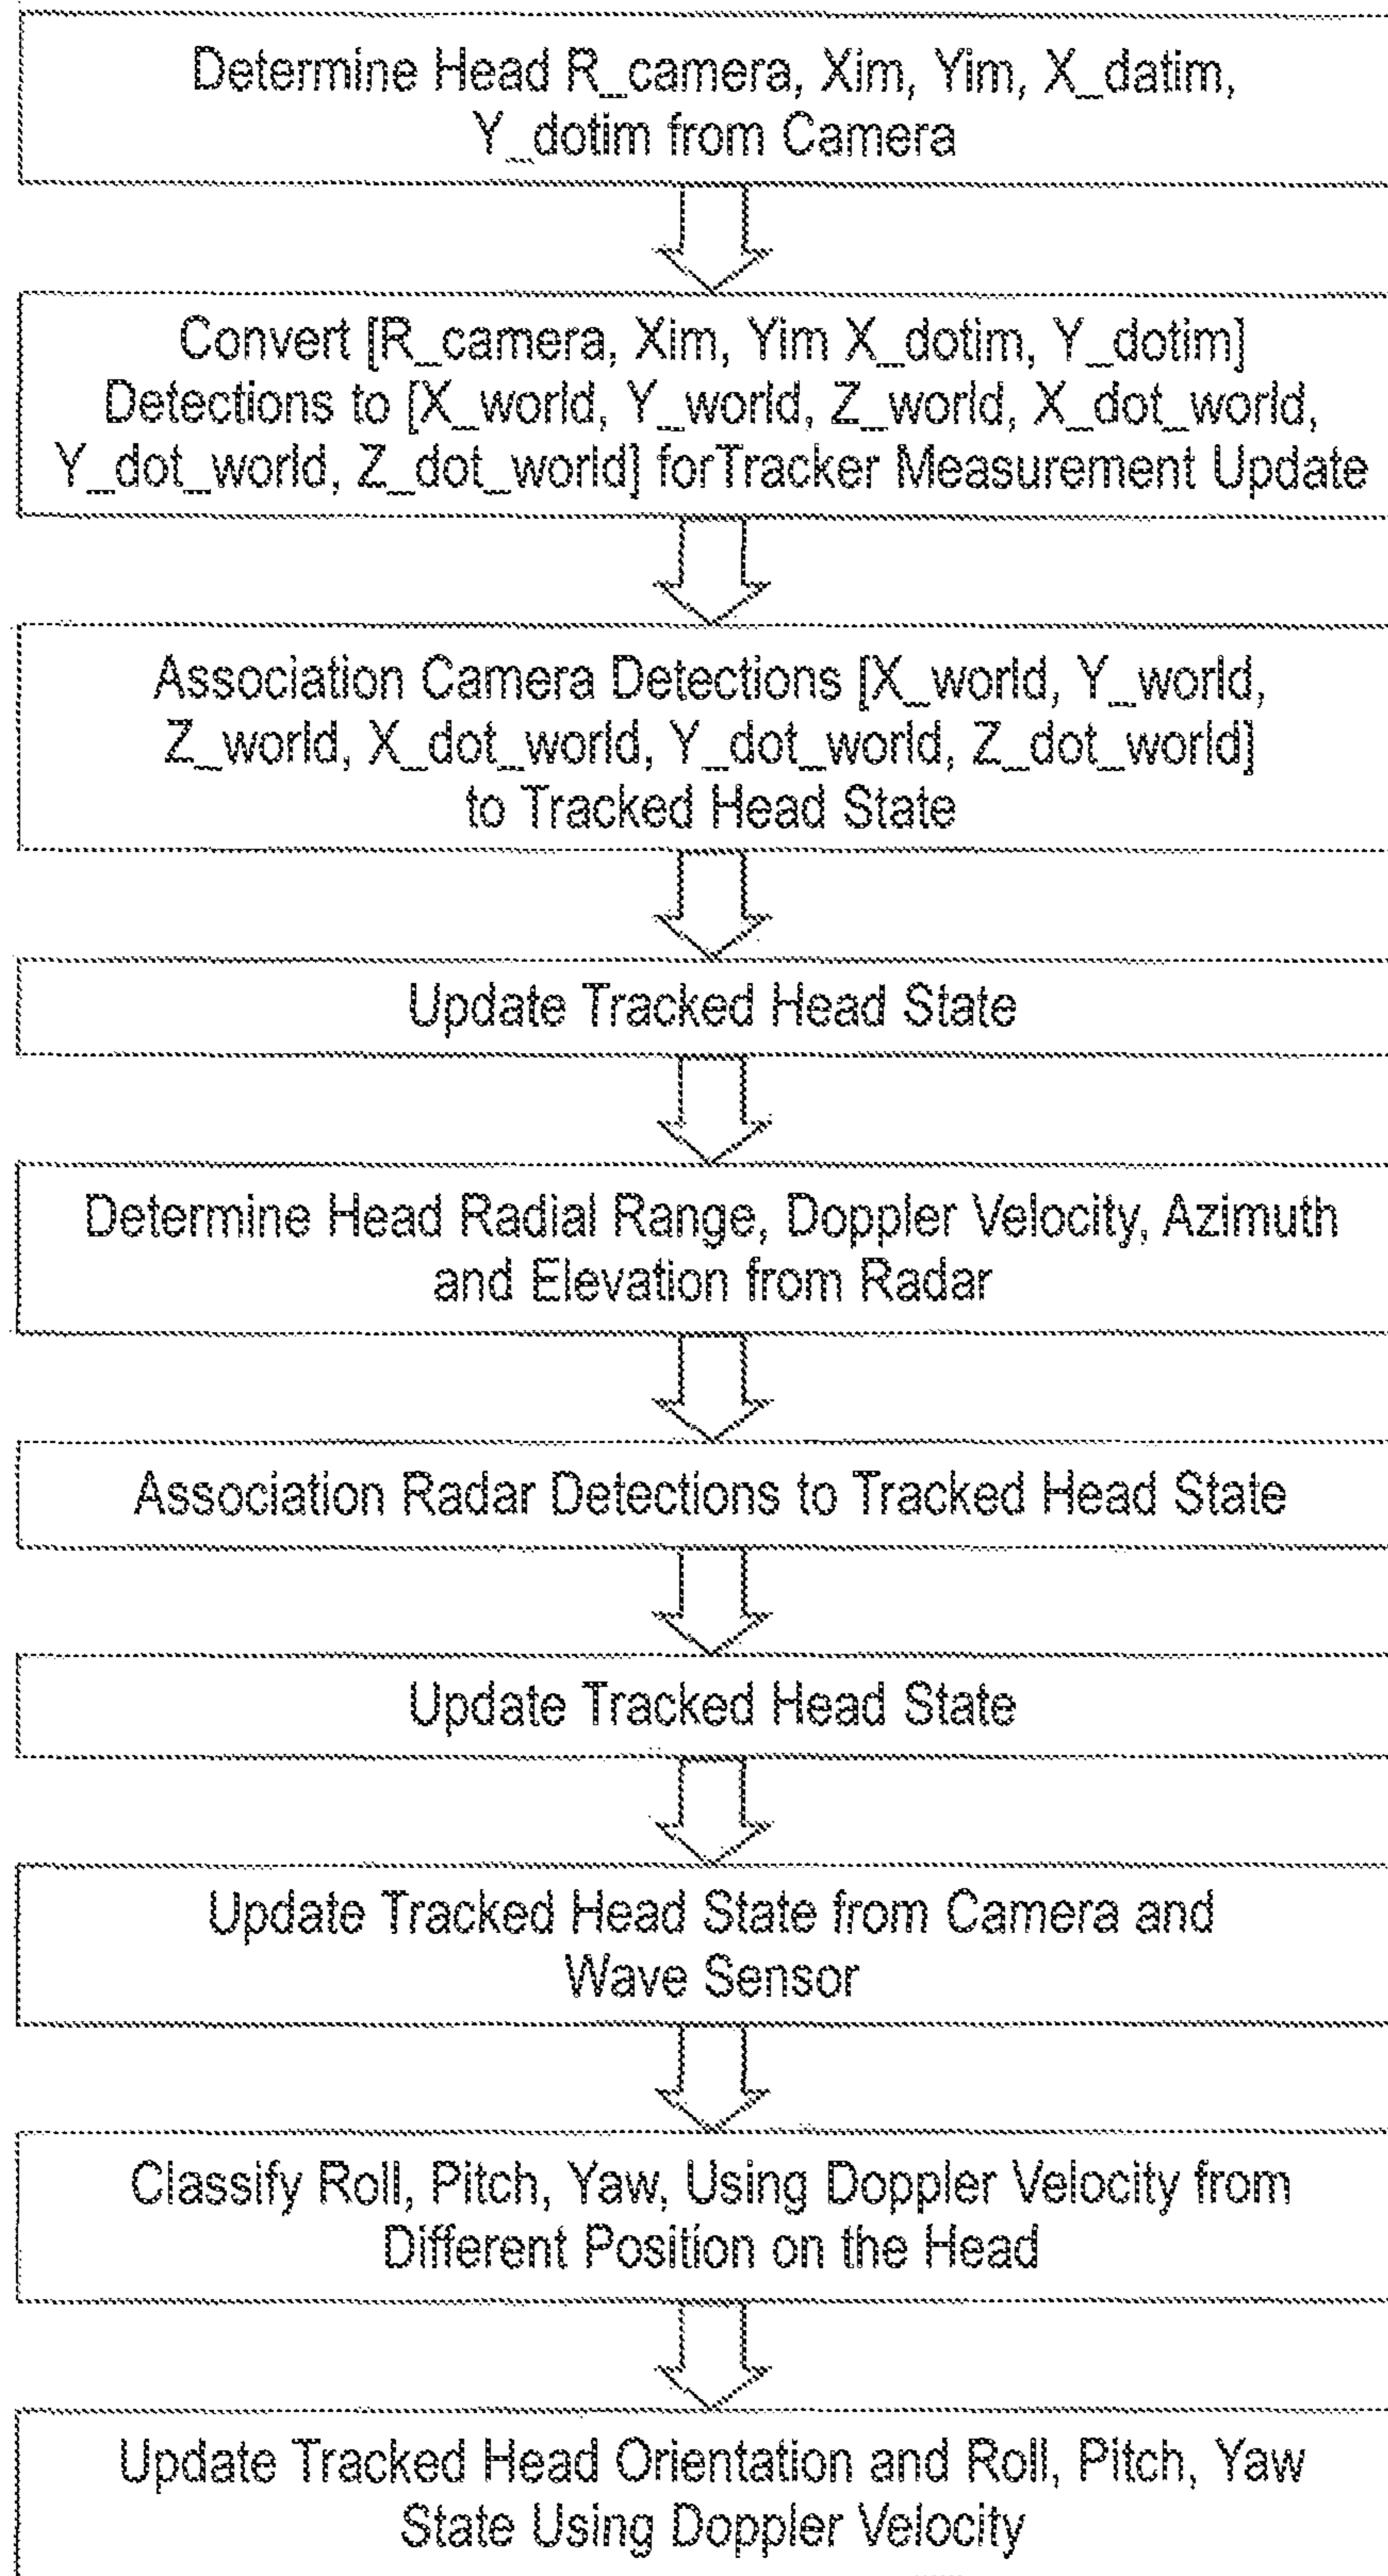 Determine Head R_camera, Xim, Yim, X_datim,
Y_dotim from Camera
Convert [R_camera, Xim, Yim X_dotim, Y_dotim]
Detections to [X_world, Y_world, Z_world, X_dot_world,
Y_dot_world, Z_dot_world] forTracker Measurement Update
Association Camera Detections [X_world, Y_world,
Z_world, X_dot_world, Y_dot_world, Z_dot_world]
to Tracked Head State
Update Tracked Head State
Determine Head Radial Range, Doppler Velocity, Azimuth
and Elevation from Radar
Association Radar Detections to Tracked Head State
Update Tracked Head State
Update Tracked Head State from Camera and
Wave Sensor
Classify Roll, Pitch, Yaw, Using Doppler Velocity from
Different Position on the Head
Update Tracked Head Orientation and Roll, Pitch, Yaw
State Using Doppler Velocity